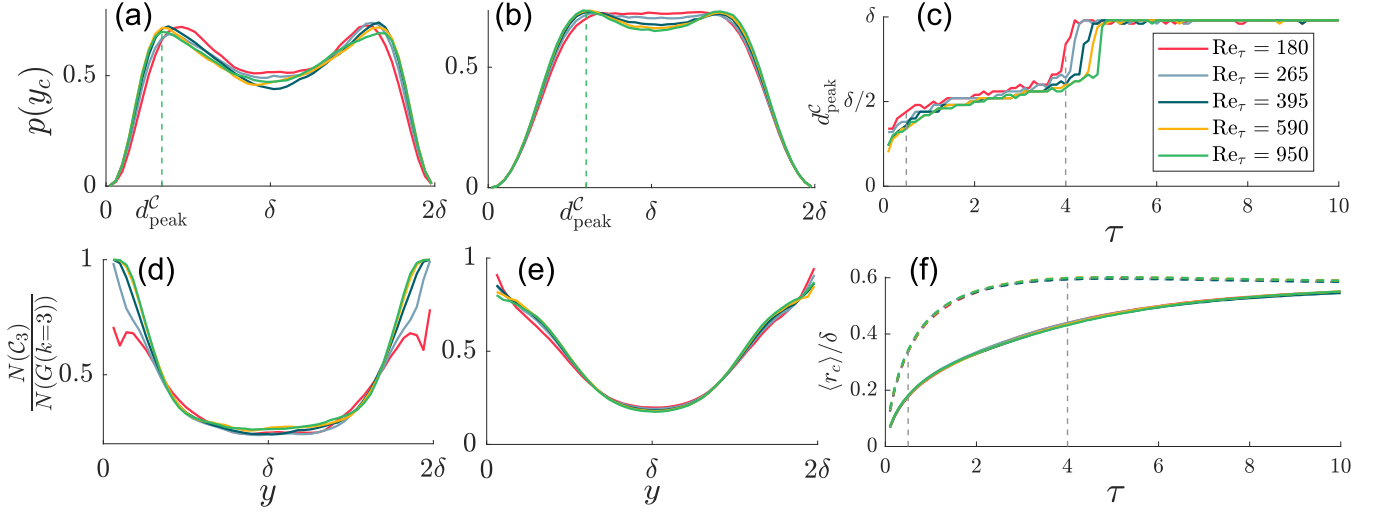 (a)
p(y_c)
0.5
0
0
d^𝒞_peak
δ
2δ
(b)
0.5
0
0
d^𝒞_peak
δ
2δ
(c)
d^𝒞_peak
δ
δ/2
0
0
2
4
6
8
10
τ
Re_τ = 180
Re_τ = 265
Re_τ = 395
Re_τ = 590
Re_τ = 950
(d)
N(𝒞_3)
N(G(k=3))
1
0.5
0
δ
2δ
y
(e)
1
0.5
0
0
δ
2δ
y
(f)
⟨r_c⟩/δ
0.6
0.4
0.2
0
0
2
4
6
8
10
τ